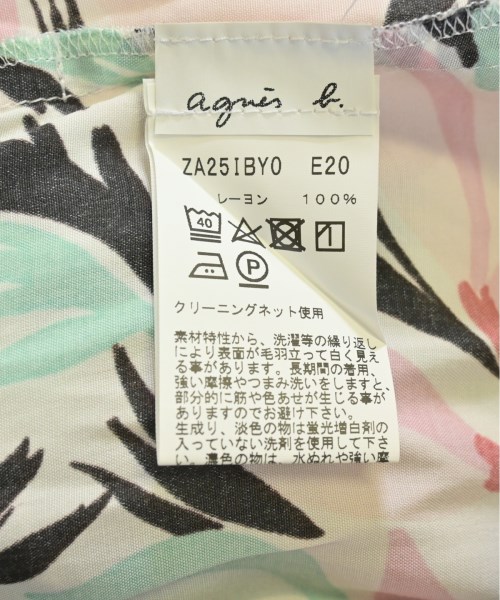 agnès b.
ZA25IBY0 E20
レーヨン 100%
40
P
クリーニングネット使用
素材特性から、洗濯等の繰り返し
により表面が毛羽立って白く見え
る事があります。長期間の着用、
強い摩擦やつまみ洗いをしますと、
部分的に筋や色あせが生じる事が
ありますのでお避け下さい。
生成り、淡色の物は蛍光増白剤の
入っていない洗剤を使用して下さ
い。濃色の物は、水ぬれや強い摩